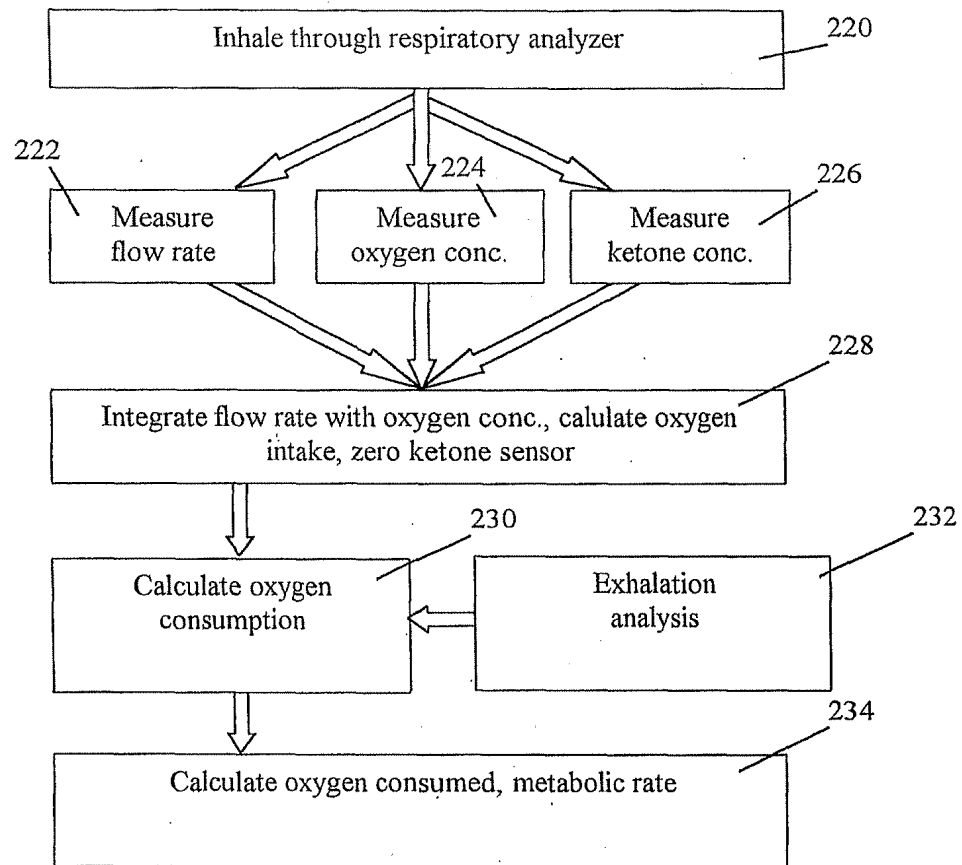 Inhale through respiratory analyzer
220
222
224
226
Measure
flow rate
Measure
oxygen conc.
Measure
ketone conc.
228
Integrate flow rate with oxygen conc., calulate oxygen
intake, zero ketone sensor
230
232
Calculate oxygen
consumption
Exhalation
analysis
234
Calculate oxygen consumed, metabolic rate